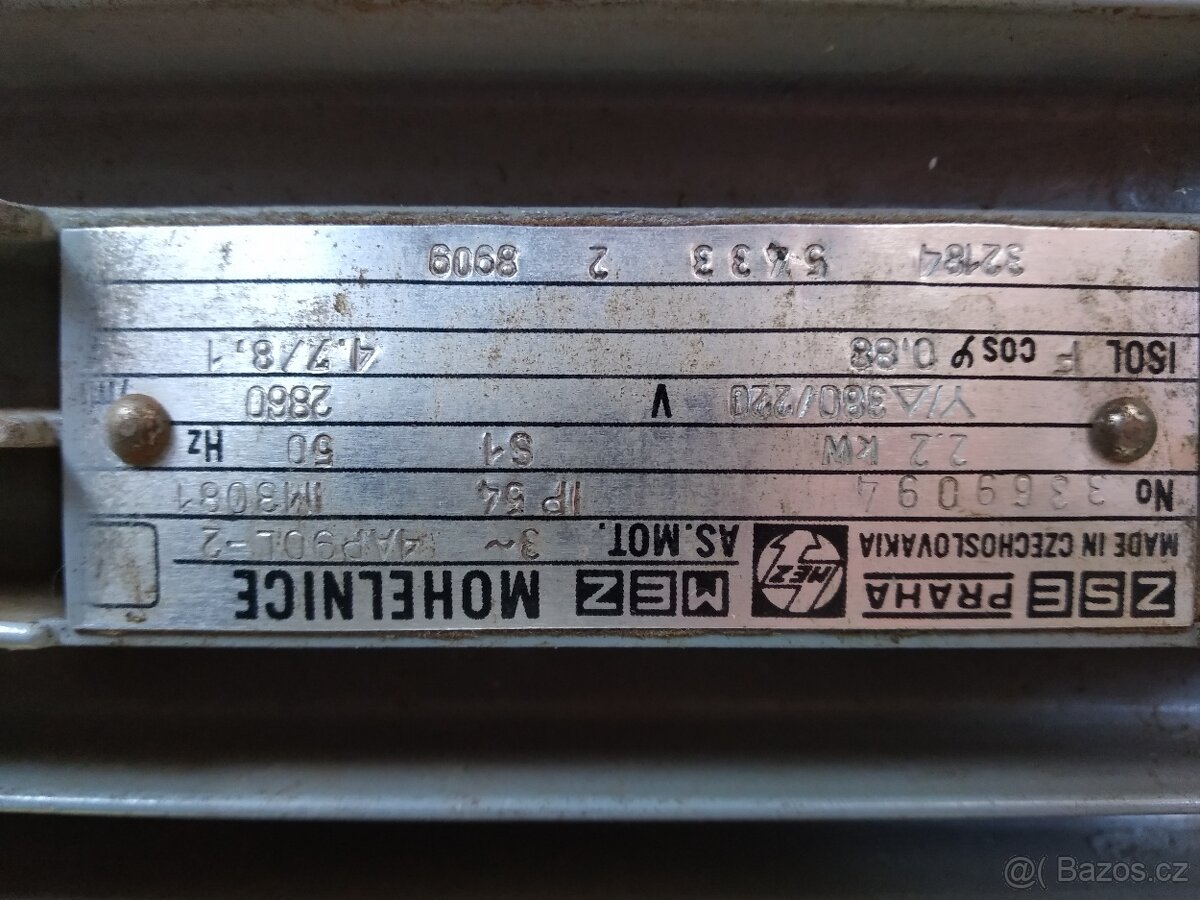 ZSE PRAHA MEZ MEZ MOHELNICE
MADE IN CZECHOSLOVAKIA AS.MOT. 3~ 4AP90L-2
No 3369094 IP 54 IM3081
2.2 kW S1 50 Hz
Y/△ 380/220 V 2860 /min
ISOL F cos φ 0,88 4.7/8,1
32184 5433 2 8909
@( Bazos.cz